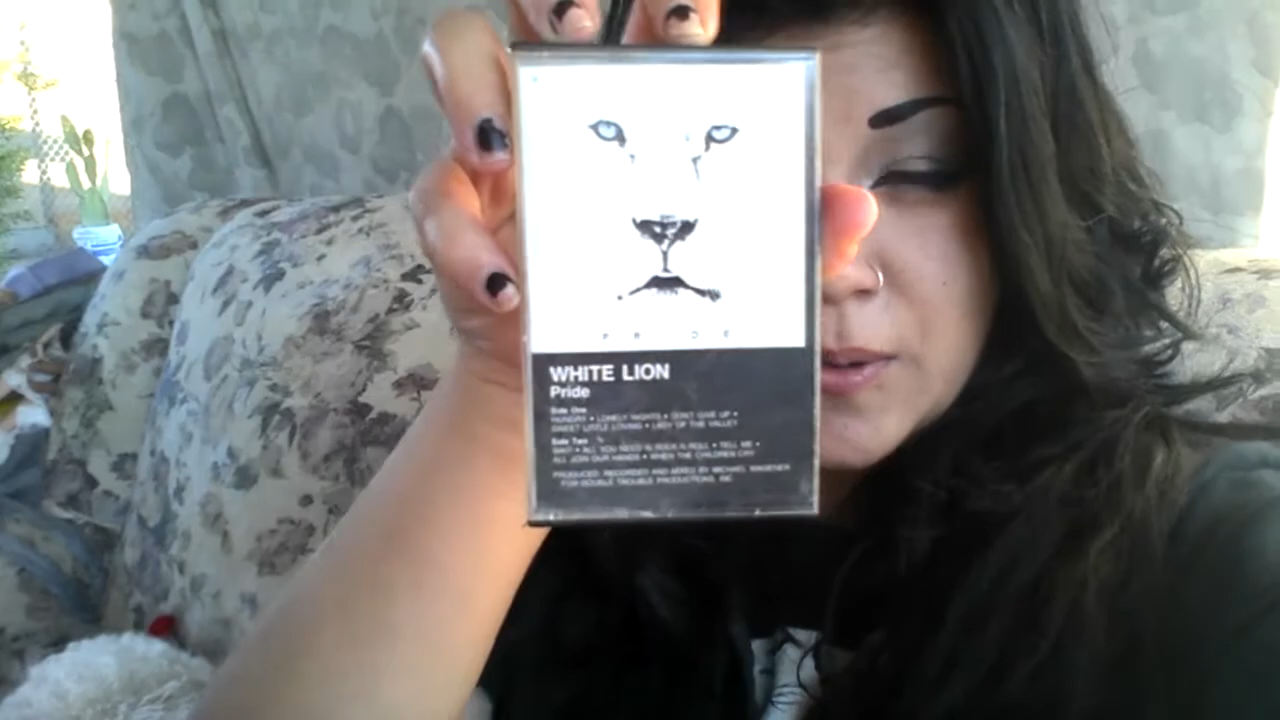 P R I D E
WHITE LION
Pride
Side One
HUNGRY • LONELY NIGHTS • DON'T GIVE UP •
SWEET LITTLE LOVING • LADY OF THE VALLEY
Side Two
WAIT • ALL YOU NEED IS ROCK N ROLL • TELL ME •
ALL JOIN OUR HANDS • WHEN THE CHILDREN CRY
PRODUCED, RECORDED AND MIXED BY MICHAEL WAGENER
FOR DOUBLE TROUBLE PRODUCTIONS, INC